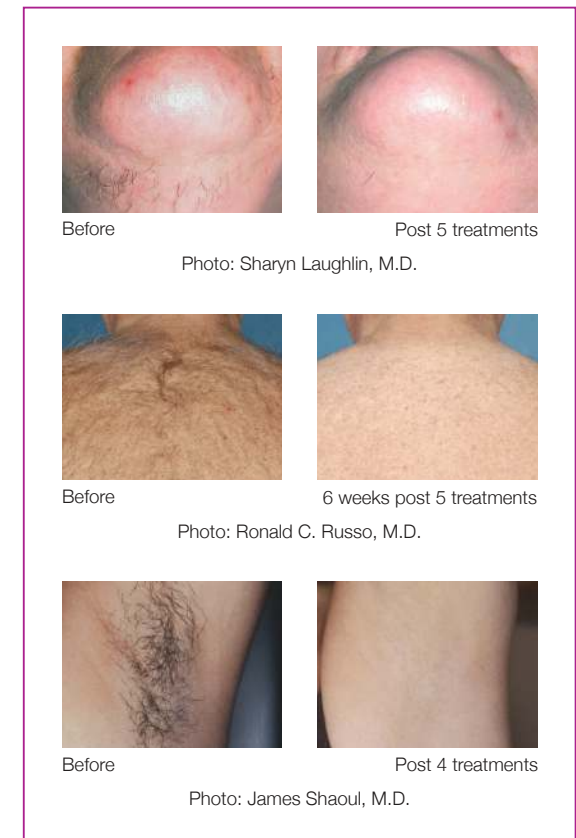 Before
Post 5 treatments
Photo: Sharyn Laughlin, M.D.
Before
6 weeks post 5 treatments
Photo: Ronald C. Russo, M.D.
Before
Post 4 treatments
Photo: James Shaoul, M.D.